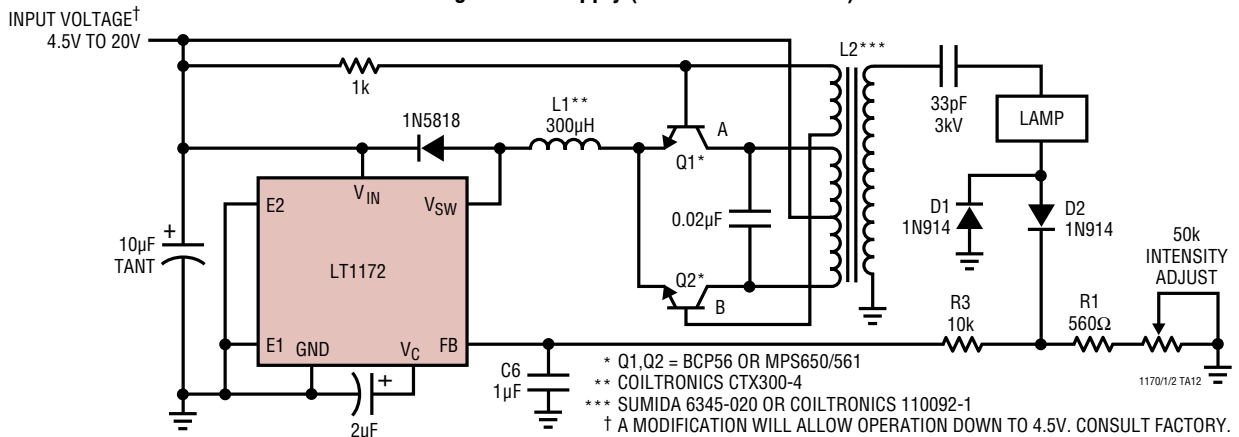 INPUT VOLTAGE†
4.5V TO 20V
1k
1N5818
L1**
300µH
Q1*
A
L2***
33pF
3kV
LAMP
D1
1N914
D2
1N914
50k
INTENSITY
ADJUST
0.02µF
Q2*
B
10µF
TANT
+
E2
VIN
VSW
LT1172
E1
GND
VC
FB
+
2µF
C6
1µF
R3
10k
R1
560Ω
* Q1,Q2 = BCP56 OR MPS650/561
** COILTRONICS CTX300-4
*** SUMIDA 6345-020 OR COILTRONICS 110092-1
† A MODIFICATION WILL ALLOW OPERATION DOWN TO 4.5V. CONSULT FACTORY.
1170/1/2 TA12